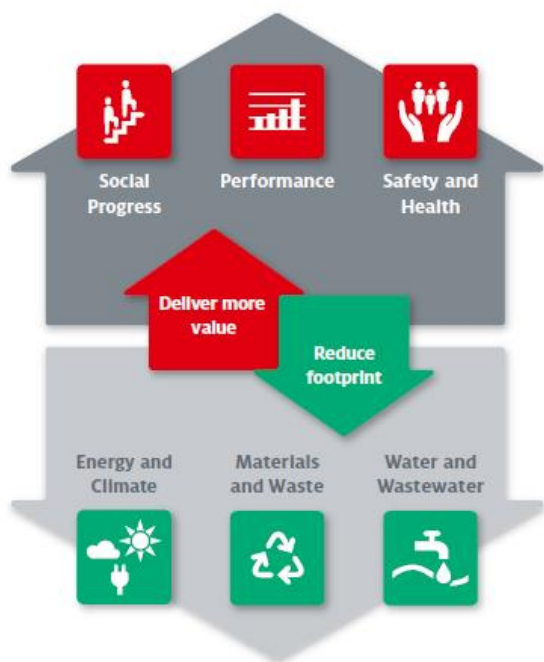 Social
Progress
Performance
Safety and
Health
Deliver more
value
Reduce
footprint
Energy and
Climate
Materials
and Waste
Water and
Wastewater